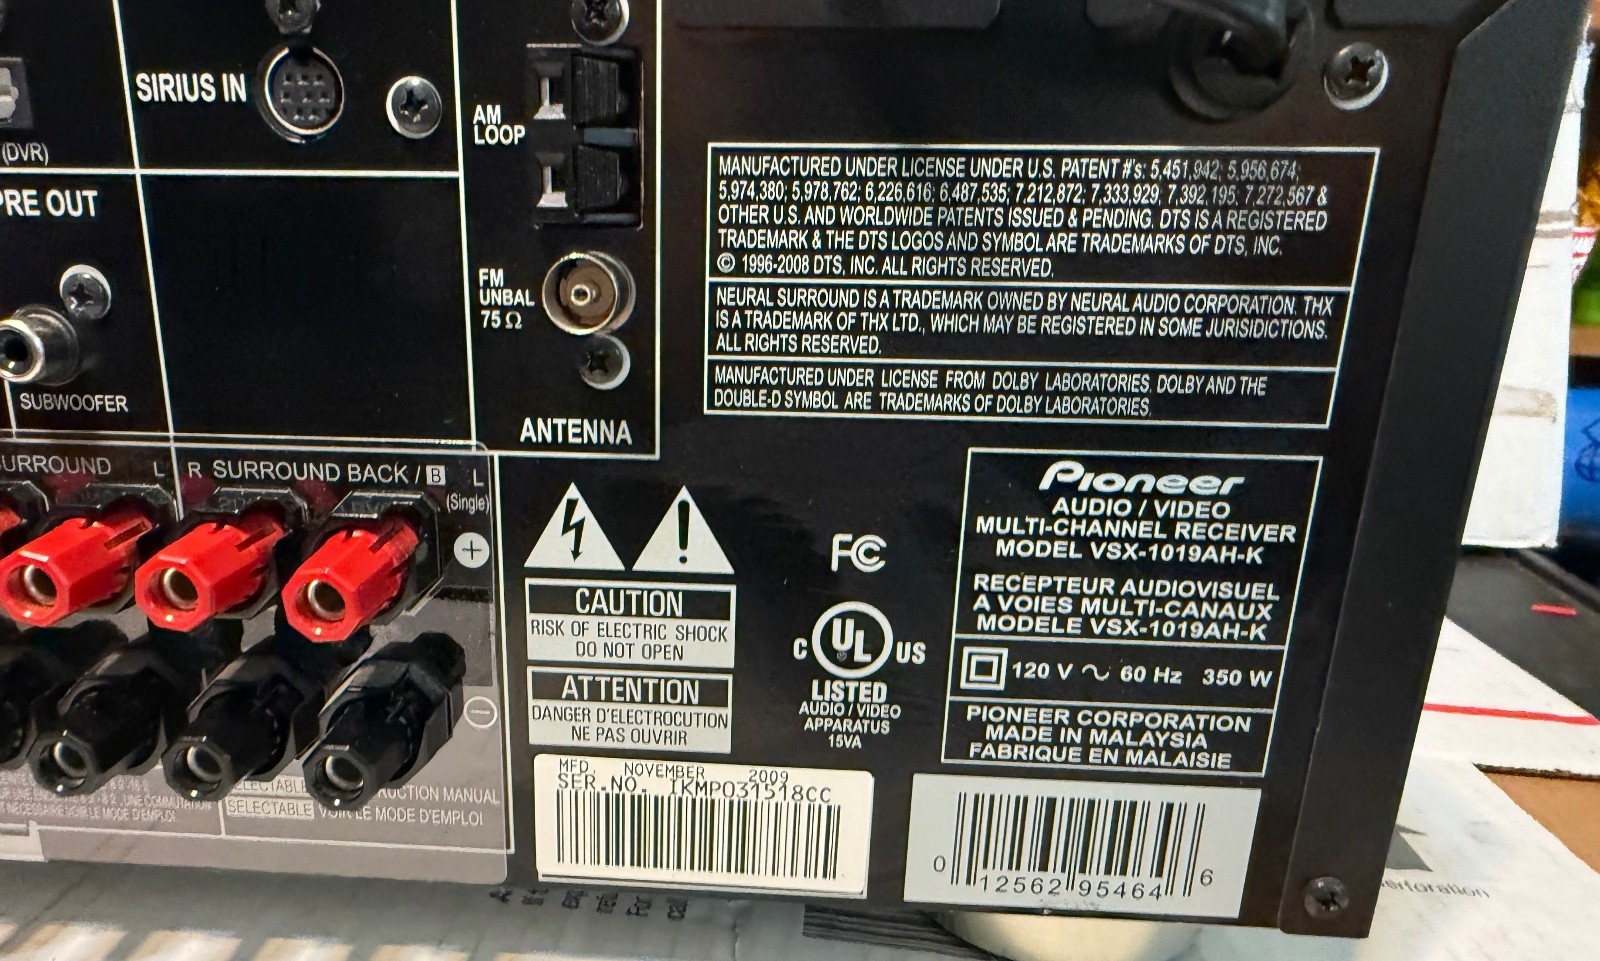 SIRIUS IN
(DVR)
PRE OUT
SUBWOOFER
AM
LOOP
FM
UNBAL
75 Ω
ANTENNA
SURROUND L
R SURROUND BACK / B L
(Single)
+
−
SELECTABLE
SELECTABLE VOIR LE MODE D'EMPLOI
MANUFACTURED UNDER LICENSE UNDER U.S. PATENT #'s: 5,451,942; 5,956,674;
5,974,380; 5,978,762; 6,226,616; 6,487,535; 7,212,872; 7,333,929; 7,392,195; 7,272,567 &
OTHER U.S. AND WORLDWIDE PATENTS ISSUED & PENDING. DTS IS A REGISTERED
TRADEMARK & THE DTS LOGOS AND SYMBOL ARE TRADEMARKS OF DTS, INC.
© 1996-2008 DTS, INC. ALL RIGHTS RESERVED.
NEURAL SURROUND IS A TRADEMARK OWNED BY NEURAL AUDIO CORPORATION. THX
IS A TRADEMARK OF THX LTD., WHICH MAY BE REGISTERED IN SOME JURISIDICTIONS.
ALL RIGHTS RESERVED.
MANUFACTURED UNDER LICENSE FROM DOLBY LABORATORIES. DOLBY AND THE
DOUBLE-D SYMBOL ARE TRADEMARKS OF DOLBY LABORATORIES.
CAUTION
RISK OF ELECTRIC SHOCK
DO NOT OPEN
ATTENTION
DANGER D'ELECTROCUTION
NE PAS OUVRIR
FC
C UL US
LISTED
AUDIO / VIDEO
APPARATUS
15VA
Pioneer
AUDIO / VIDEO
MULTI-CHANNEL RECEIVER
MODEL VSX-1019AH-K
RECEPTEUR AUDIOVISUEL
A VOIES MULTI-CANAUX
MODELE VSX-1019AH-K
120 V ~ 60 Hz 350 W
PIONEER CORPORATION
MADE IN MALAYSIA
FABRIQUE EN MALAISIE
MFD. NOVEMBER 2009
SER.NO. IKMP031518CC
0 12562 95464 6